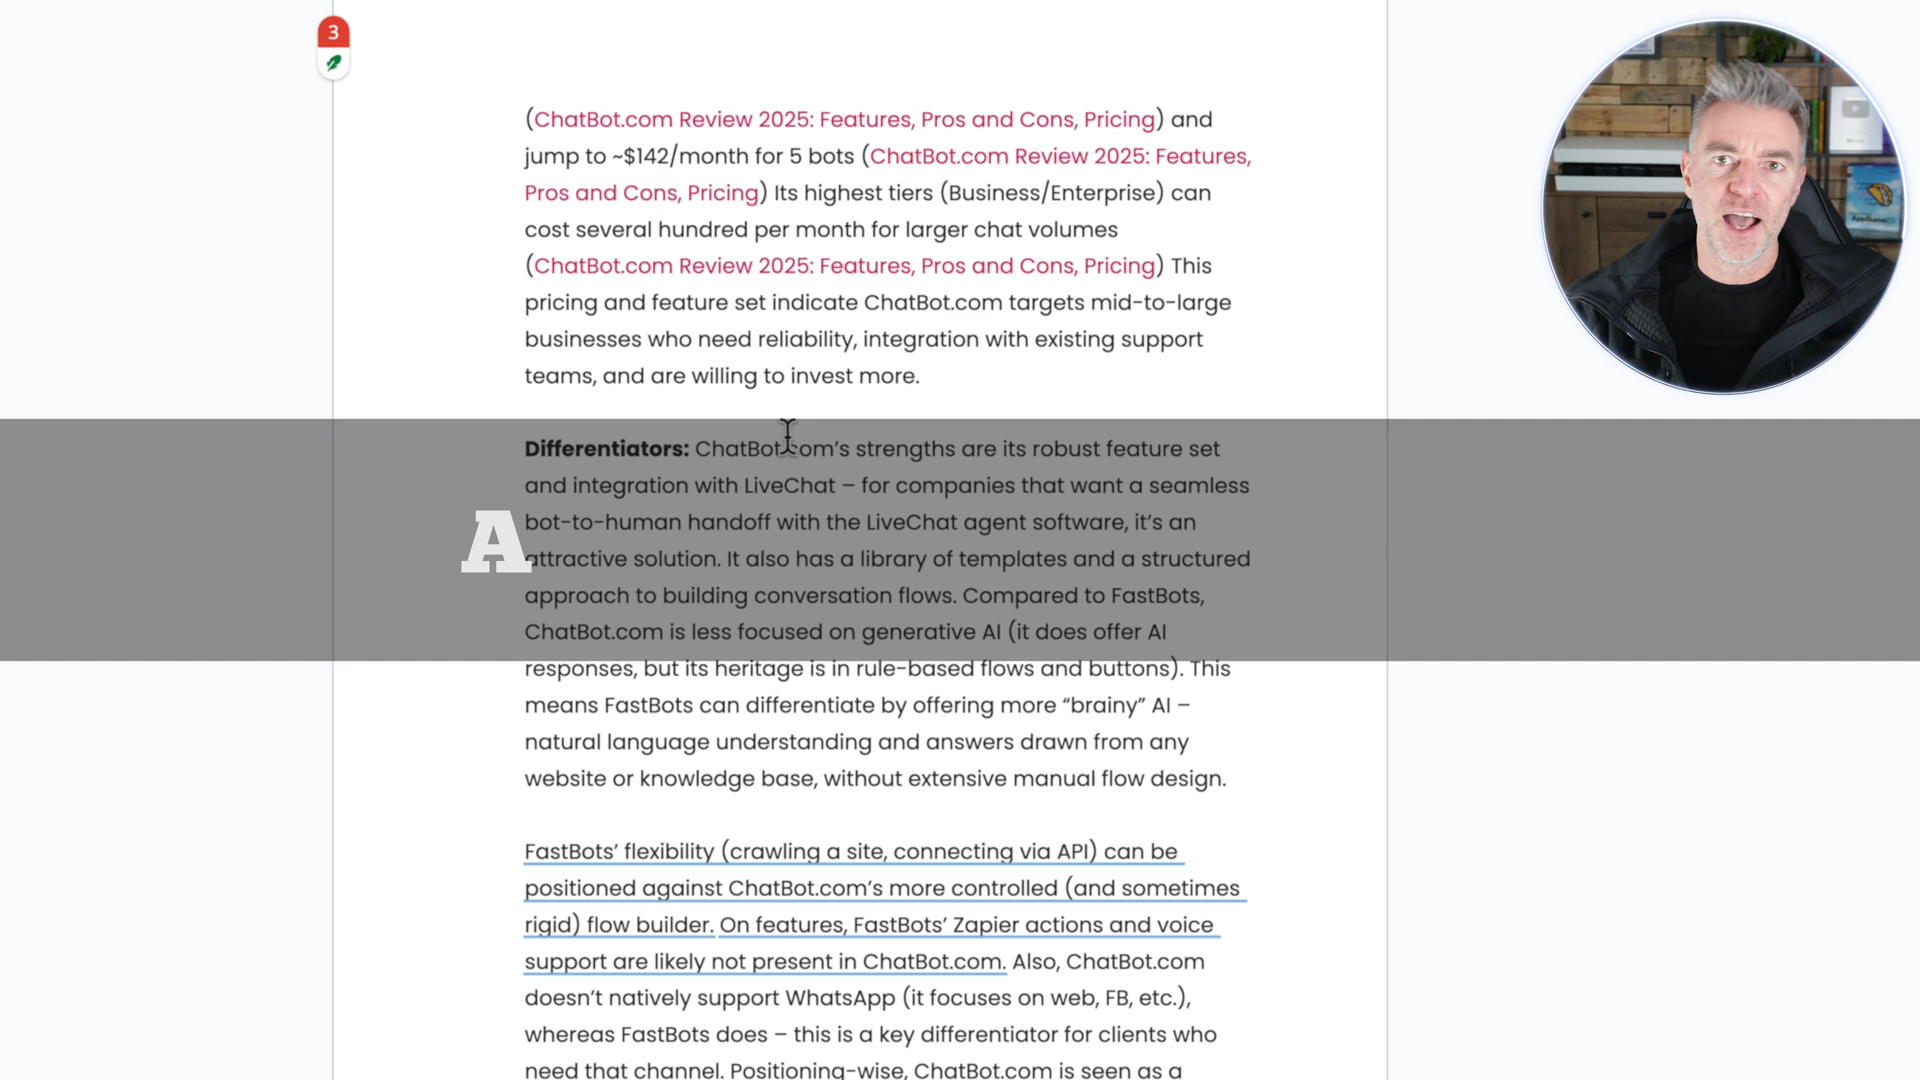 3
(ChatBot.com Review 2025: Features, Pros and Cons, Pricing) and
jump to ~$142/month for 5 bots (ChatBot.com Review 2025: Features,
Pros and Cons, Pricing) Its highest tiers (Business/Enterprise) can
cost several hundred per month for larger chat volumes
(ChatBot.com Review 2025: Features, Pros and Cons, Pricing) This
pricing and feature set indicate ChatBot.com targets mid-to-large
businesses who need reliability, integration with existing support
teams, and are willing to invest more.
Differentiators: ChatBot.com’s strengths are its robust feature set
and integration with LiveChat – for companies that want a seamless
bot-to-human handoff with the LiveChat agent software, it’s an
A
attractive solution. It also has a library of templates and a structured
approach to building conversation flows. Compared to FastBots,
ChatBot.com is less focused on generative AI (it does offer AI
responses, but its heritage is in rule-based flows and buttons). This
means FastBots can differentiate by offering more “brainy” AI –
natural language understanding and answers drawn from any
website or knowledge base, without extensive manual flow design.
FastBots’ flexibility (crawling a site, connecting via API) can be
positioned against ChatBot.com’s more controlled (and sometimes
rigid) flow builder. On features, FastBots’ Zapier actions and voice
support are likely not present in ChatBot.com. Also, ChatBot.com
doesn’t natively support WhatsApp (it focuses on web, FB, etc.),
whereas FastBots does – this is a key differentiator for clients who
need that channel. Positioning-wise, ChatBot.com is seen as a
AppSumo